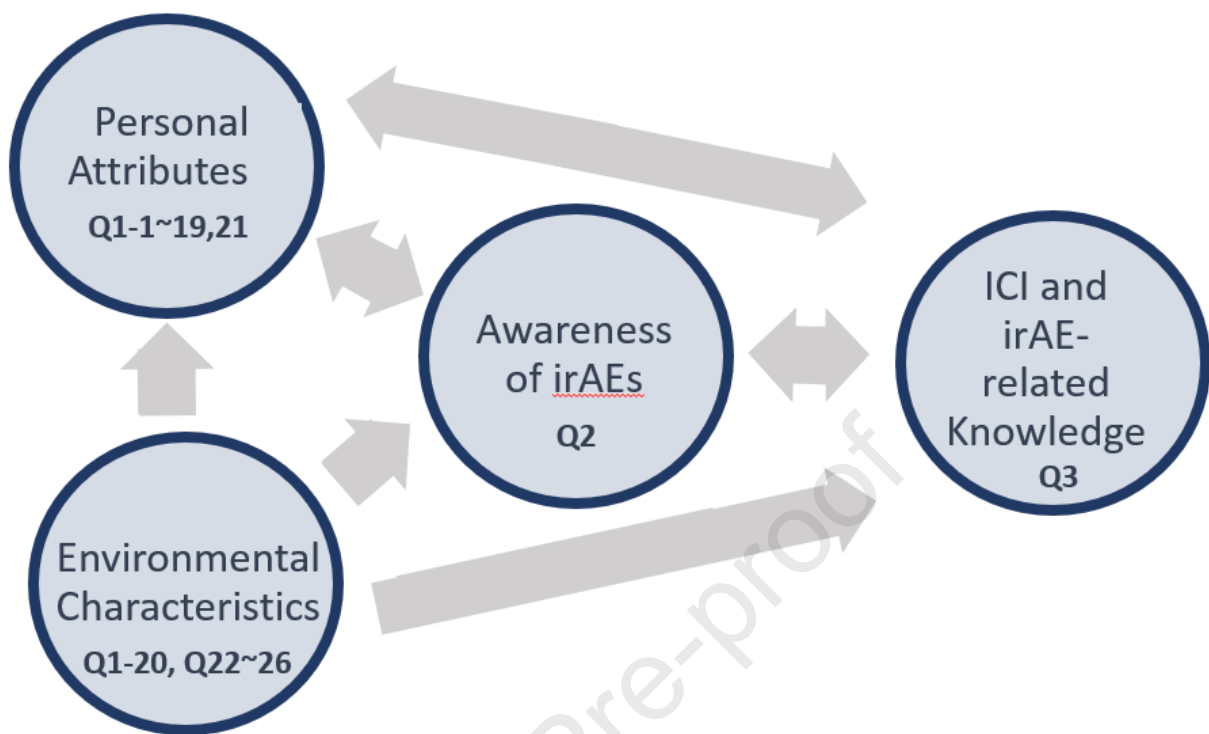 Personal
Attributes
Q1-1~19,21
Awareness
of irAEs
Q2
ICI and
irAE-
related
Knowledge
Q3
Environmental
Characteristics
Q1-20, Q22~26
Pre-proof